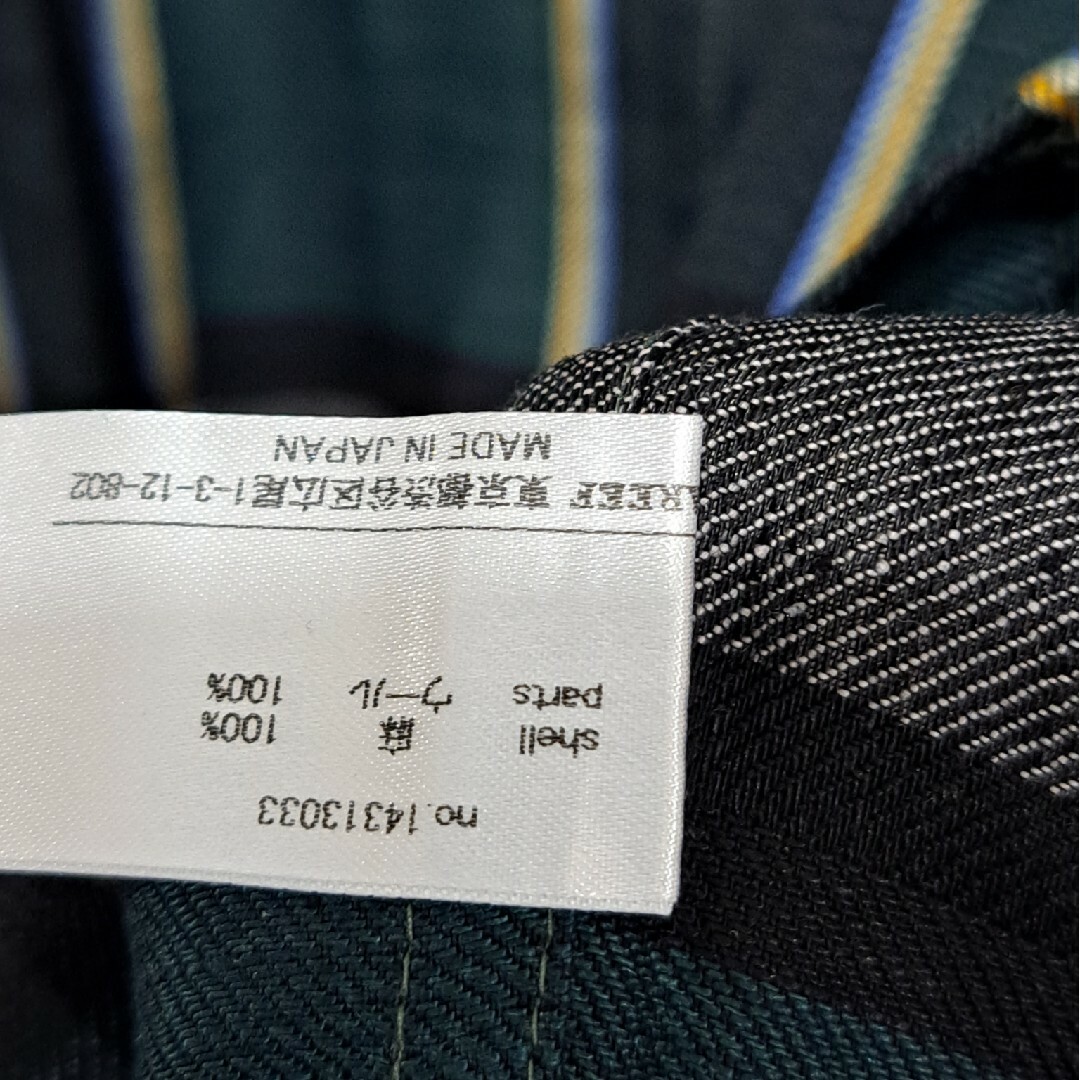 no.14313033
shell 麻 100%
parts ウール 100%
東京都渋谷区広尾1-3-12-802
MADE IN JAPAN